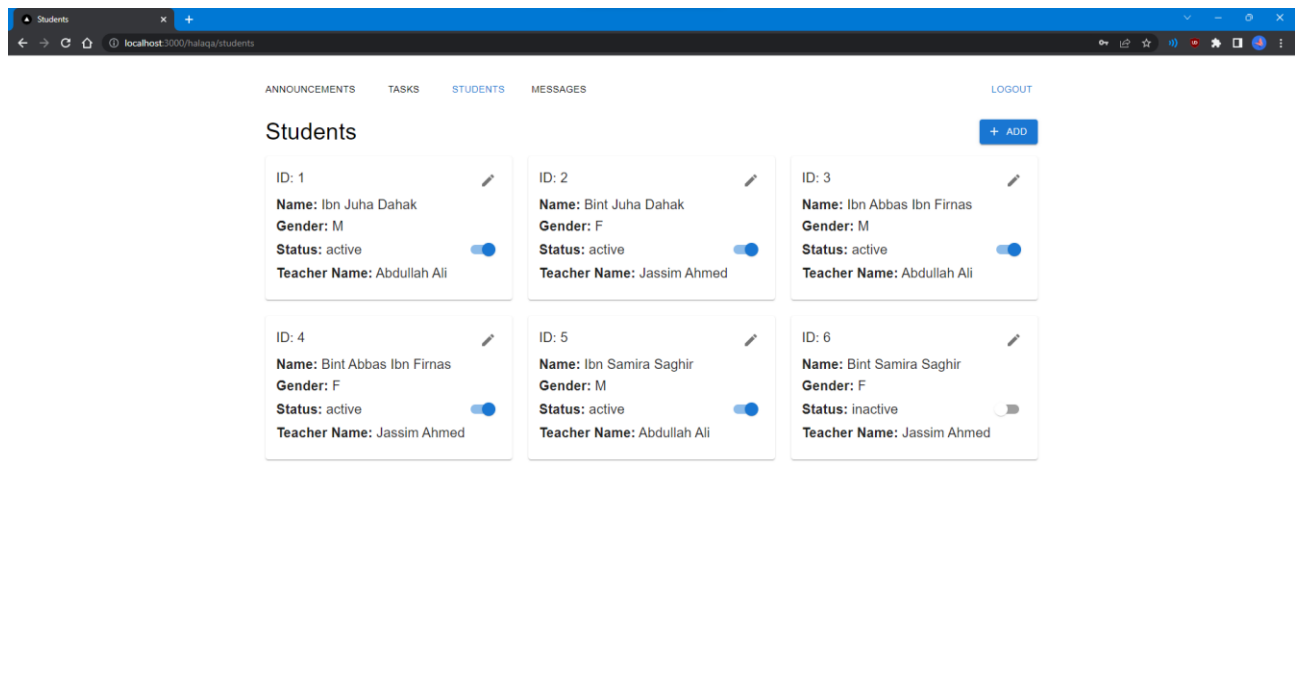 Students
localhost:3000/halaqa/students
ANNOUNCEMENTS TASKS STUDENTS MESSAGES LOGOUT
Students
+ ADD
ID: 1
Name: Ibn Juha Dahak
Gender: M
Status: active
Teacher Name: Abdullah Ali
ID: 2
Name: Bint Juha Dahak
Gender: F
Status: active
Teacher Name: Jassim Ahmed
ID: 3
Name: Ibn Abbas Ibn Firnas
Gender: M
Status: active
Teacher Name: Abdullah Ali
ID: 4
Name: Bint Abbas Ibn Firnas
Gender: F
Status: active
Teacher Name: Jassim Ahmed
ID: 5
Name: Ibn Samira Saghir
Gender: M
Status: active
Teacher Name: Abdullah Ali
ID: 6
Name: Bint Samira Saghir
Gender: F
Status: inactive
Teacher Name: Jassim Ahmed